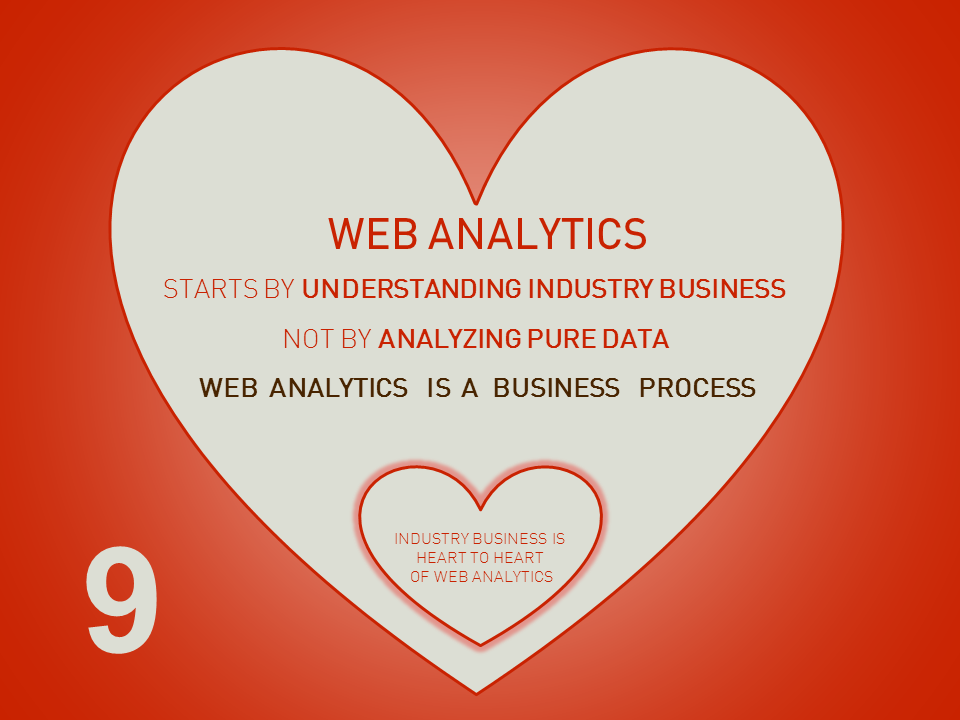 WEB ANALYTICS
STARTS BY UNDERSTANDING INDUSTRY BUSINESS
NOT BY ANALYZING PURE DATA
WEB ANALYTICS IS A BUSINESS PROCESS
INDUSTRY BUSINESS IS
HEART TO HEART
OF WEB ANALYTICS
9